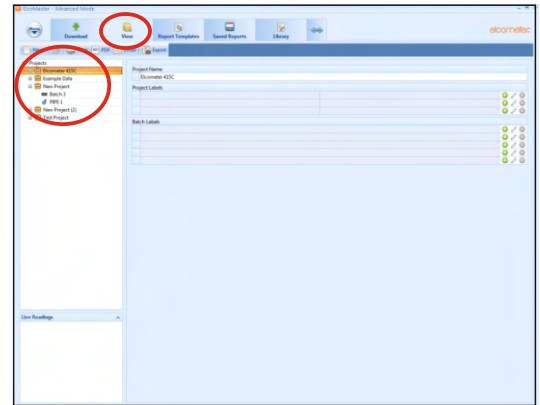 ElcoMaster - Advanced Mode
Download
View
Report Templates
Saved Reports
Library
elcometer
PDF
Export
Projects
Elcometer 415C
Example Data
New Project
Batch 3
PIPE 1
New Project (2)
Test Project
Project Name
Elcometer 415C
Project Labels
Batch Labels
Live Readings